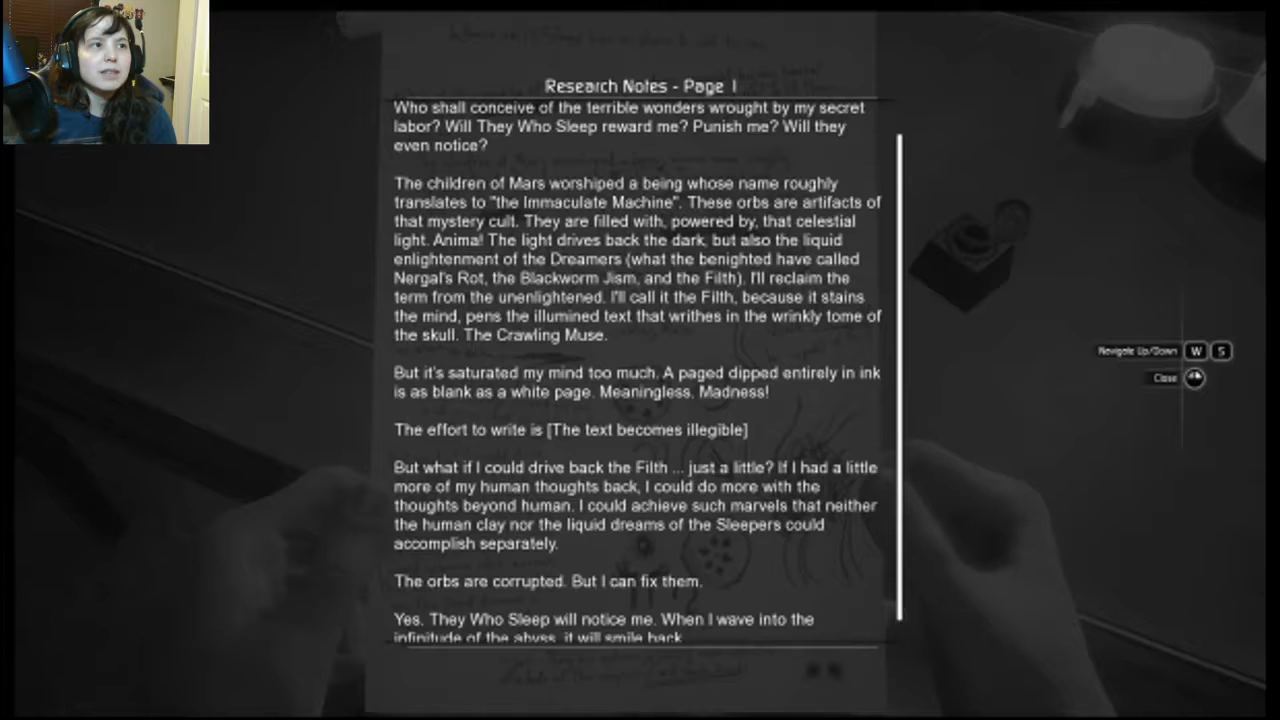 Research Notes - Page 1
Who shall conceive of the terrible wonders wrought by my secret
labor? Will They Who Sleep reward me? Punish me? Will they
even notice?
The children of Mars worshiped a being whose name roughly
translates to "the Immaculate Machine". These orbs are artifacts of
that mystery cult. They are filled with, powered by, that celestial
light. Anima! The light drives back the dark, but also the liquid
enlightenment of the Dreamers (what the benighted have called
Nergal's Rot, the Blackworm Jism, and the Filth). I'll reclaim the
term from the unenlightened. I'll call it the Filth, because it stains
the mind, pens the illumined text that writhes in the wrinkly tome of
the skull. The Crawling Muse.
But it's saturated my mind too much. A paged dipped entirely in ink
is as blank as a white page. Meaningless. Madness!
The effort to write is [The text becomes illegible]
But what if I could drive back the Filth ... just a little? If I had a little
more of my human thoughts back, I could do more with the
thoughts beyond human. I could achieve such marvels that neither
the human clay nor the liquid dreams of the Sleepers could
accomplish separately.
The orbs are corrupted. But I can fix them.
Yes. They Who Sleep will notice me. When I wave into the
infinitude of the abyss, it will smile back
Navigate Up/Down W S
Close